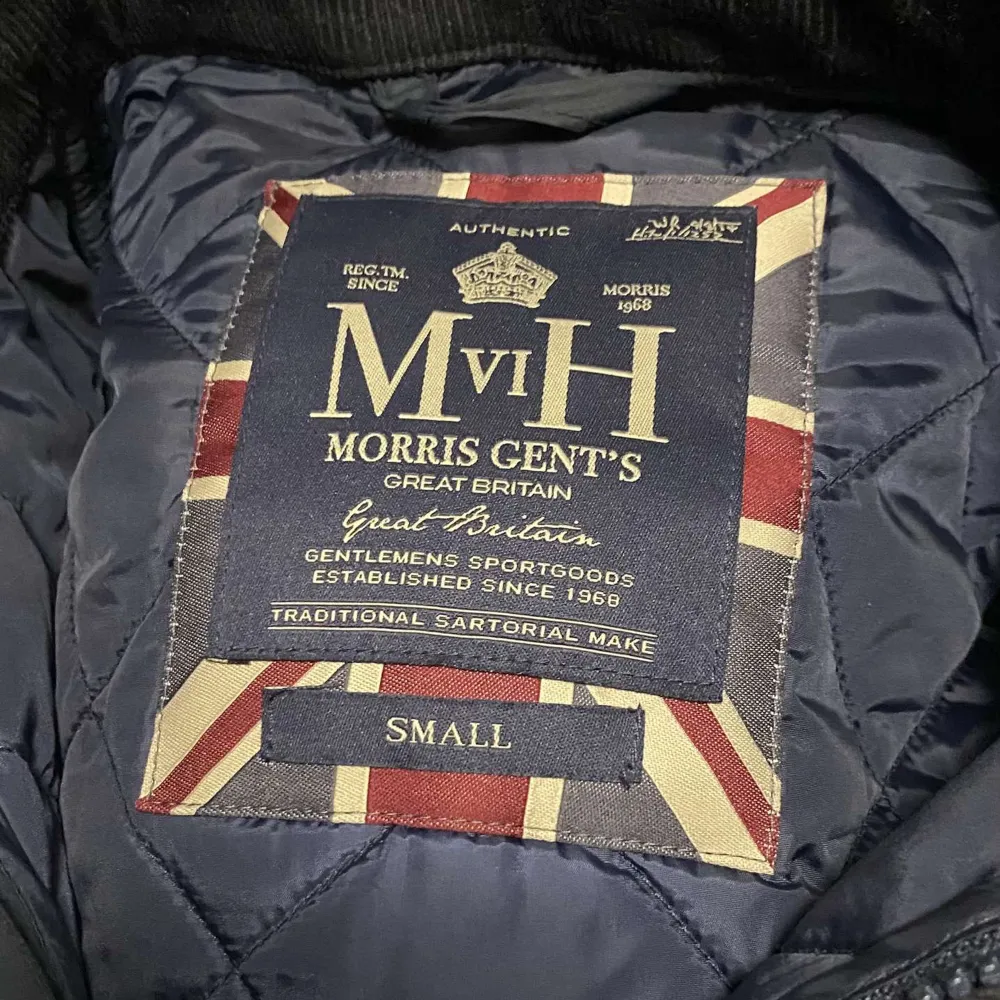 AUTHENTIC
REG.TM.
SINCE
MORRIS
1968
MVIH
MORRIS GENT'S
GREAT BRITAIN
Great Britain
GENTLEMENS SPORTGOODS
ESTABLISHED SINCE 1968
TRADITIONAL SARTORIAL MAKE
SMALL